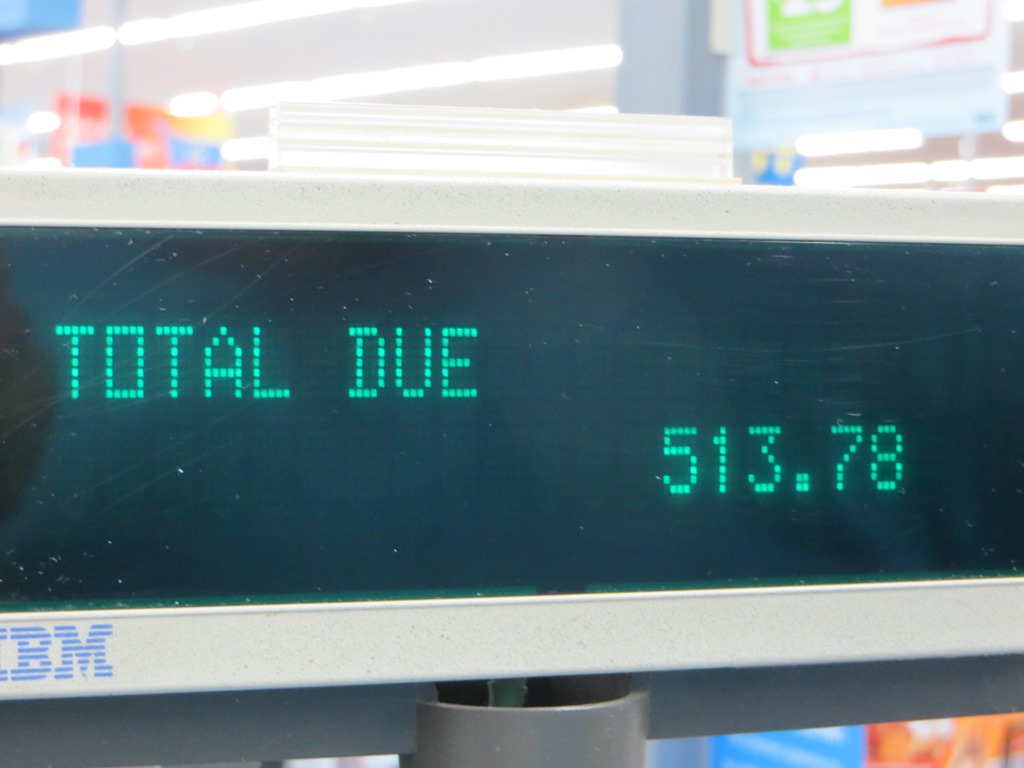 TOTAL DUE
513.78
IBM